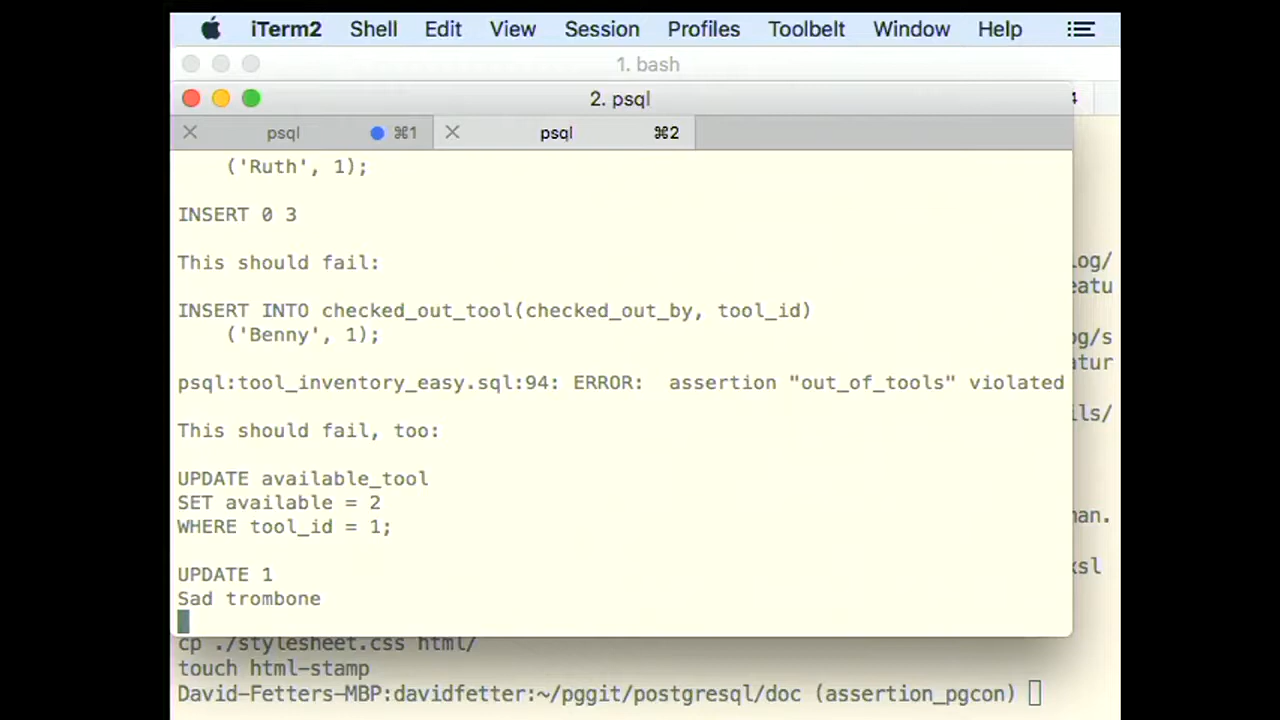 iTerm2 Shell Edit View Session Profiles Toolbelt Window Help
1. bash
2. psql
psql ⌘1 psql ⌘2
('Ruth', 1);
INSERT 0 3
This should fail:
INSERT INTO checked_out_tool(checked_out_by, tool_id)
('Benny', 1);
psql:tool_inventory_easy.sql:94: ERROR:  assertion "out_of_tools" violated
This should fail, too:
UPDATE available_tool
SET available = 2
WHERE tool_id = 1;
UPDATE 1
Sad trombone
cp ./stylesheet.css html/
touch html-stamp
David-Fetters-MBP:davidfetter:~/pggit/postgresql/doc (assertion_pgcon)